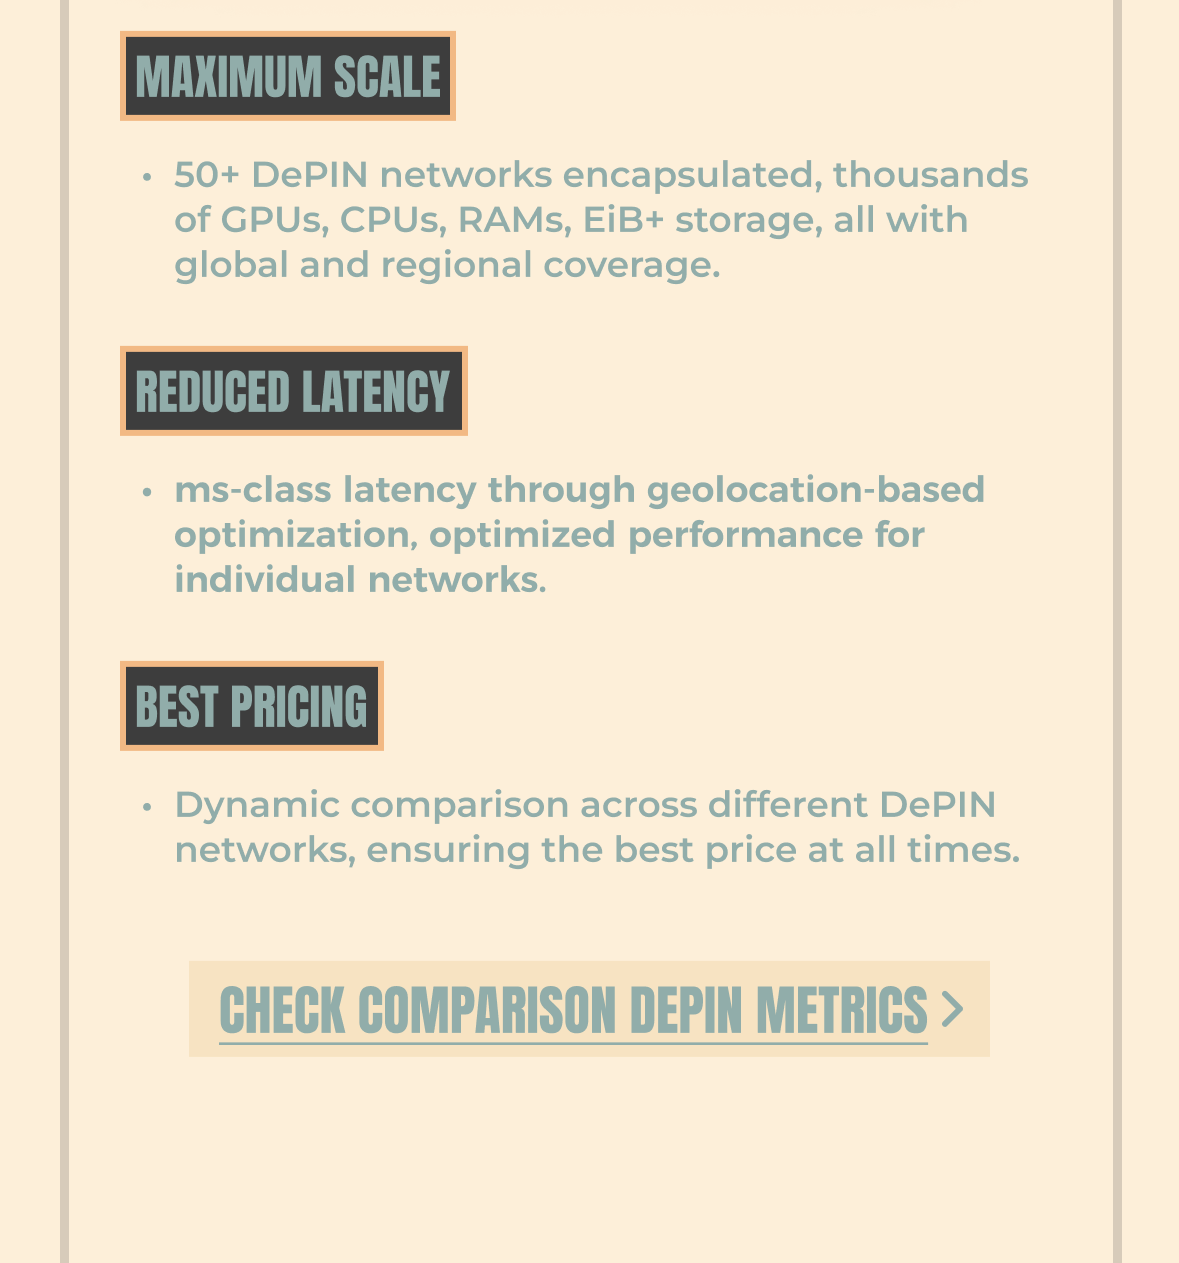 MAXIMUM SCALE
• 50+ DePIN networks encapsulated, thousands
of GPUs, CPUs, RAMs, EiB+ storage, all with
global and regional coverage.
REDUCED LATENCY
• ms-class latency through geolocation-based
optimization, optimized performance for
individual networks.
BEST PRICING
• Dynamic comparison across different DePIN
networks, ensuring the best price at all times.
CHECK COMPARISON DEPIN METRICS >